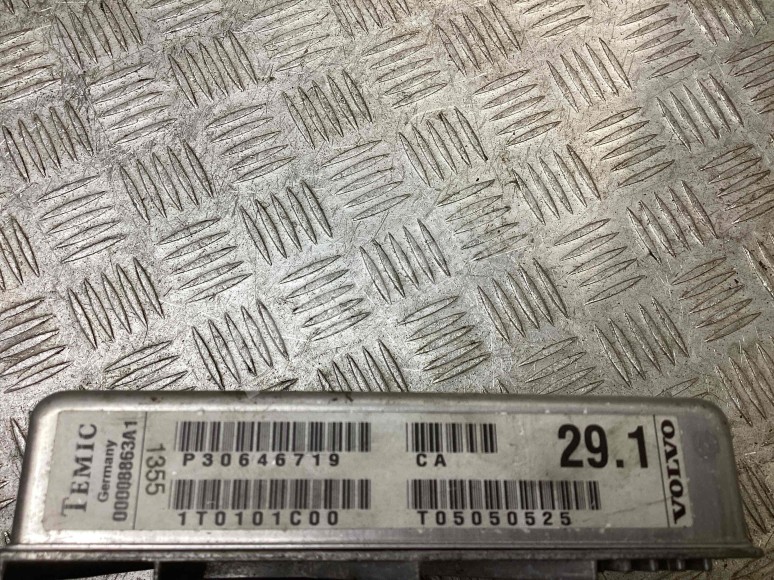 TEMIC
Germany
00008863A1
1355
P30646719
CA
29.1
1T0101C00
T05050525
VOLVO